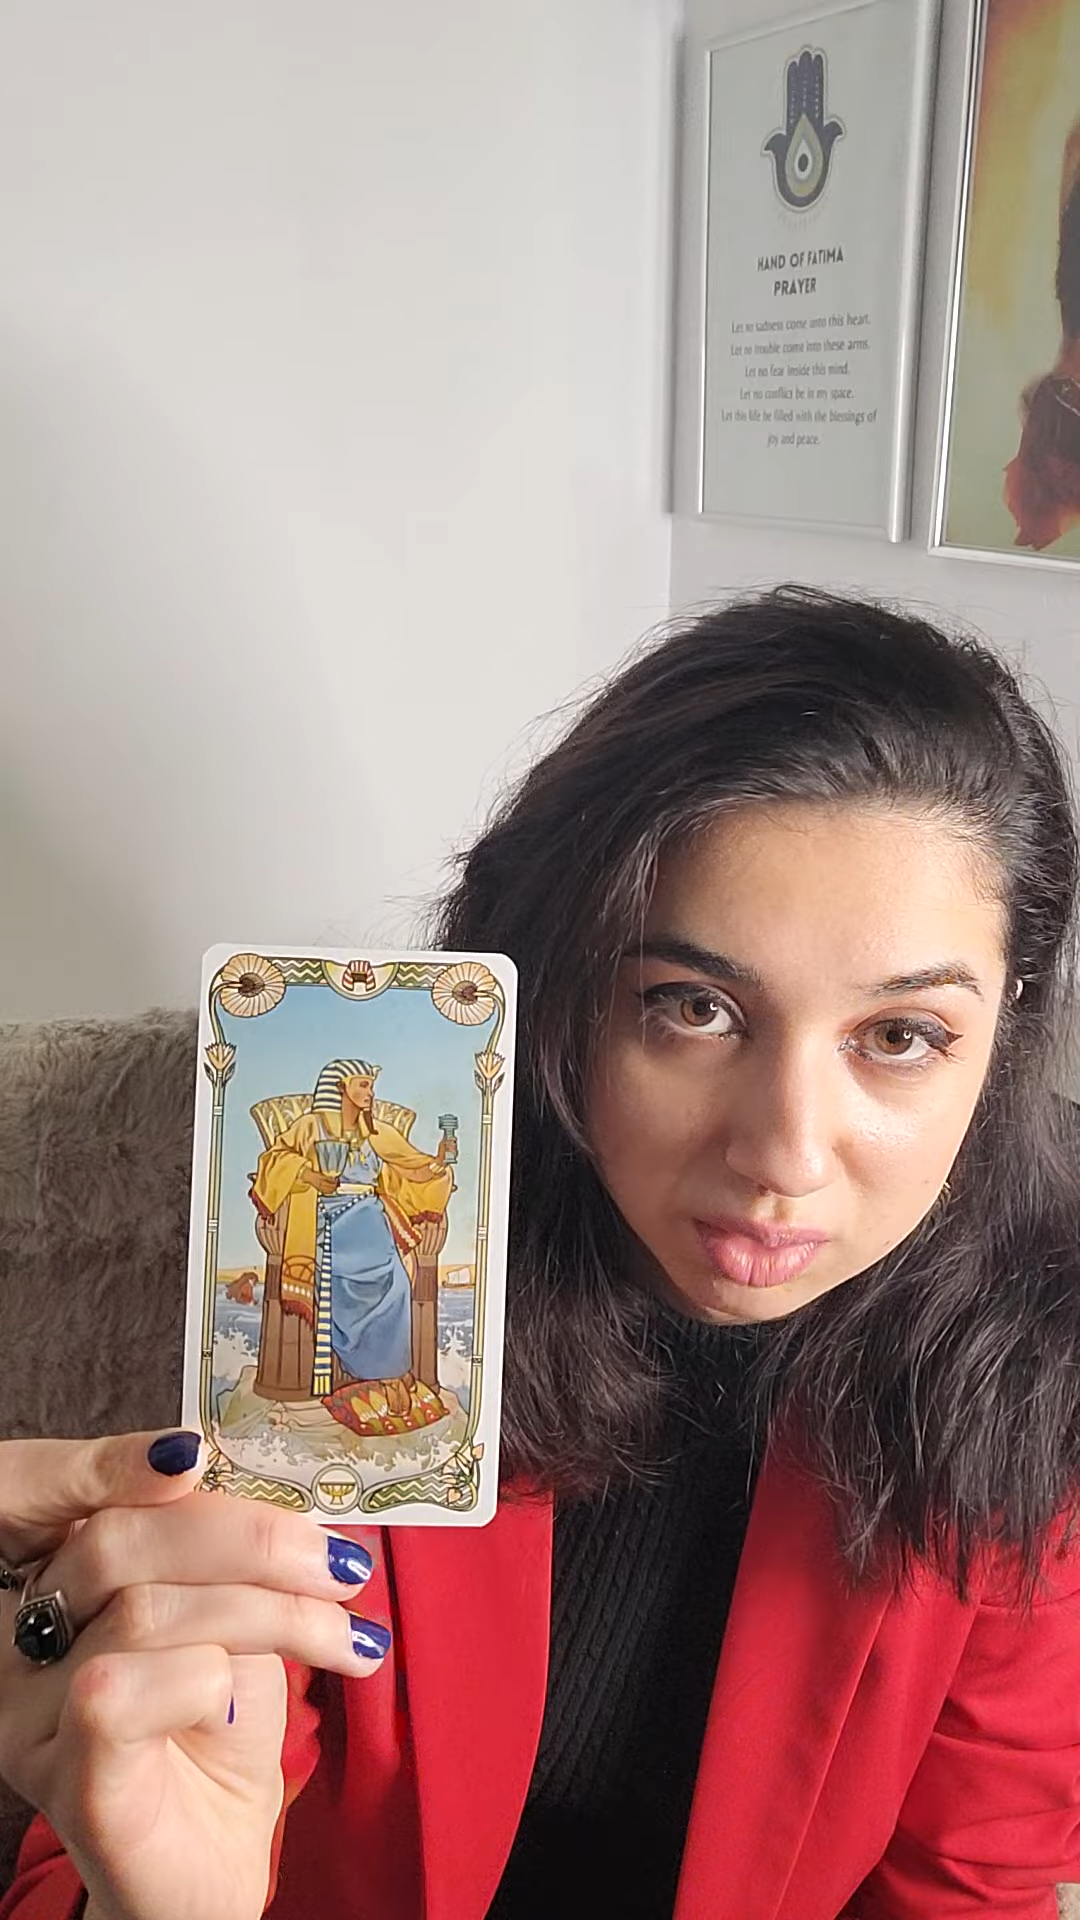 HAND OF FATIMA
PRAYER
Let no sadness come into this heart.
Let no trouble come into these arms.
Let no fear inside this mind.
Let no conflict be in my space.
Let this life be filled with the blessings of
joy and peace.